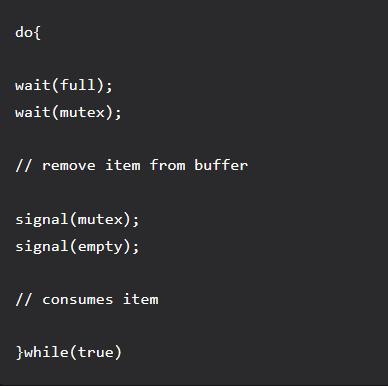 do{
wait(full);
wait(mutex);
// remove item from buffer
signal(mutex);
signal(empty);
// consumes item
}while(true)